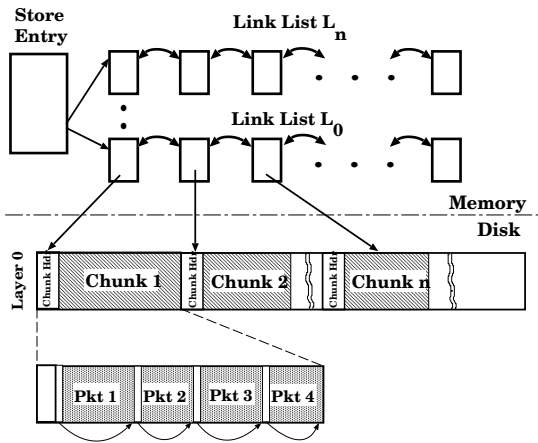 Store
Entry
Link List Ln
Link List L0
Memory
Disk
Layer 0
Chunk Hdr
Chunk 1
Chunk Hdr
Chunk 2
Chunk Hdr
Chunk n
Pkt 1
Pkt 2
Pkt 3
Pkt 4